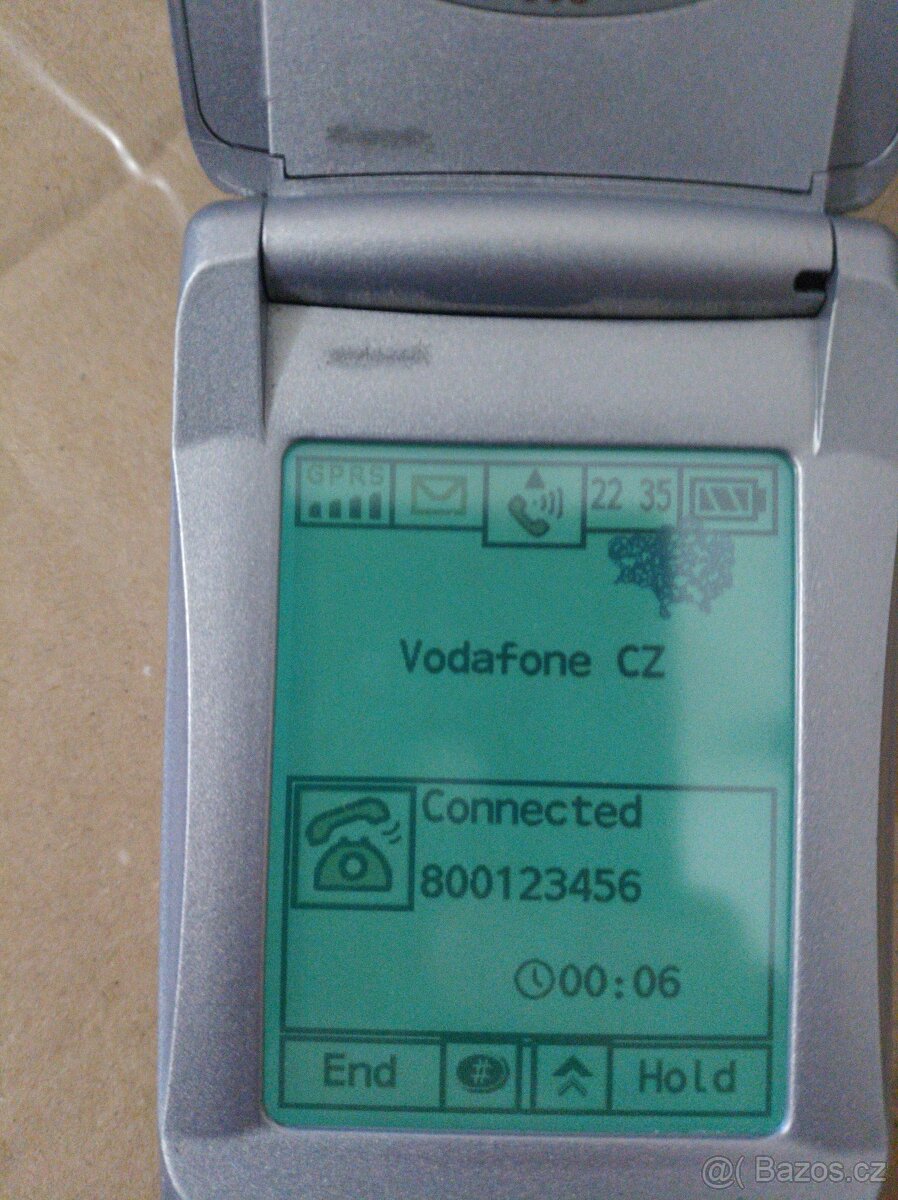 GPRS
22 35
Vodafone CZ
Connected
800123456
00:06
End
#
Hold
@( Bazos.cz